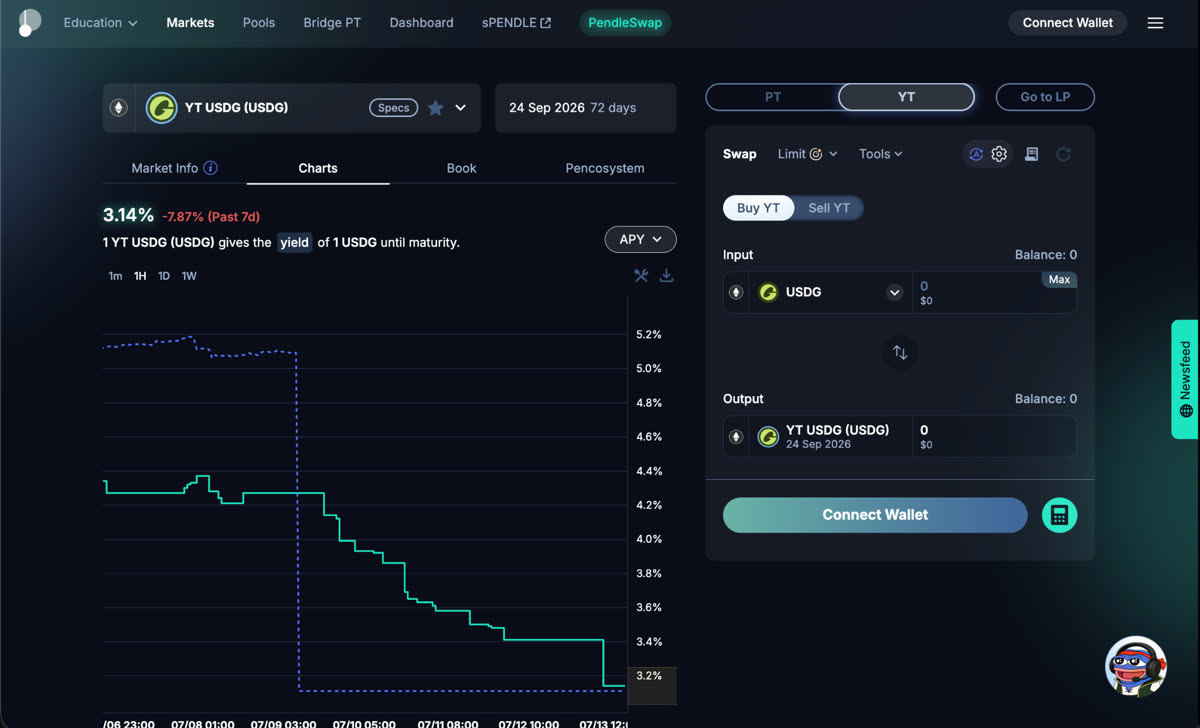 Education Markets Pools Bridge PT Dashboard sPENDLE PendleSwap Connect Wallet
YT USDG (USDG) Specs 24 Sep 2026 72 days
PT YT Go to LP
Market Info Charts Book Pencosystem
Swap Limit Tools
3.14% -7.87% (Past 7d)
1 YT USDG (USDG) gives the yield of 1 USDG until maturity.
APY
1m 1H 1D 1W
Buy YT Sell YT
Input Balance: 0
USDG 0 Max
$0
Output Balance: 0
YT USDG (USDG) 0
24 Sep 2026 $0
Connect Wallet
5.2%
5.0%
4.8%
4.6%
4.4%
4.2%
4.0%
3.8%
3.6%
3.4%
3.2%
/06 23:00 07/08 01:00 07/09 03:00 07/10 05:00 07/11 08:00 07/12 10:00 07/13 12:
Newsfeed